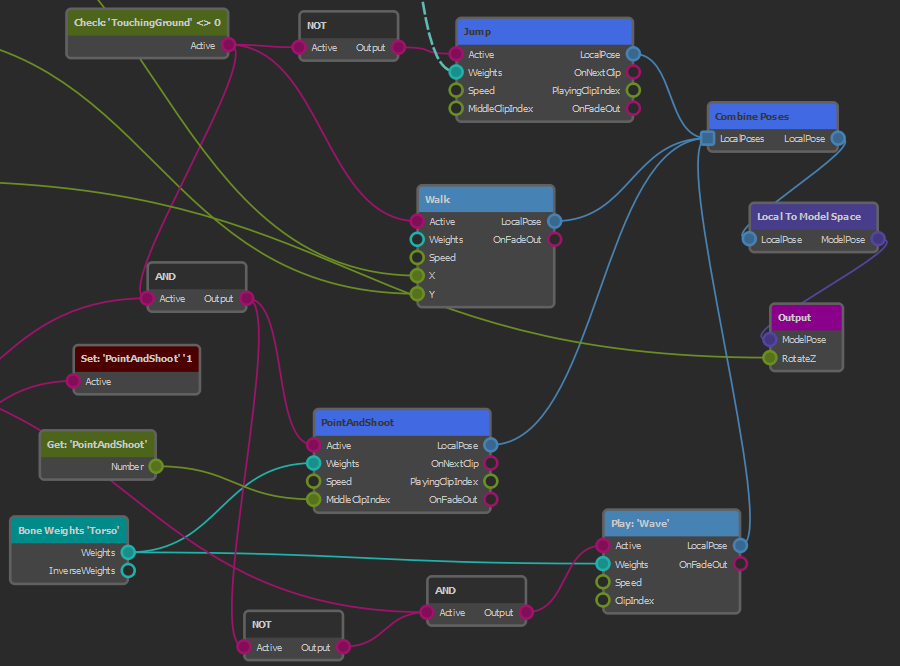 Check: 'TouchingGround' <> 0
Active
NOT
Active Output
Jump
Active LocalPose
Weights OnNextClip
Speed PlayingClipIndex
MiddleClipIndex OnFadeOut
Combine Poses
LocalPoses LocalPose
Walk
Active LocalPose
Weights OnFadeOut
Speed
X
Y
Local To Model Space
LocalPose ModelPose
AND
Active Output
Output
ModelPose
RotateZ
Set: 'PointAndShoot' '1
Active
Get: 'PointAndShoot'
Number
PointAndShoot
Active LocalPose
Weights OnNextClip
Speed PlayingClipIndex
MiddleClipIndex OnFadeOut
Bone Weights 'Torso'
Weights
InverseWeights
Play: 'Wave'
Active LocalPose
Weights OnFadeOut
Speed
ClipIndex
AND
Active Output
NOT
Active Output